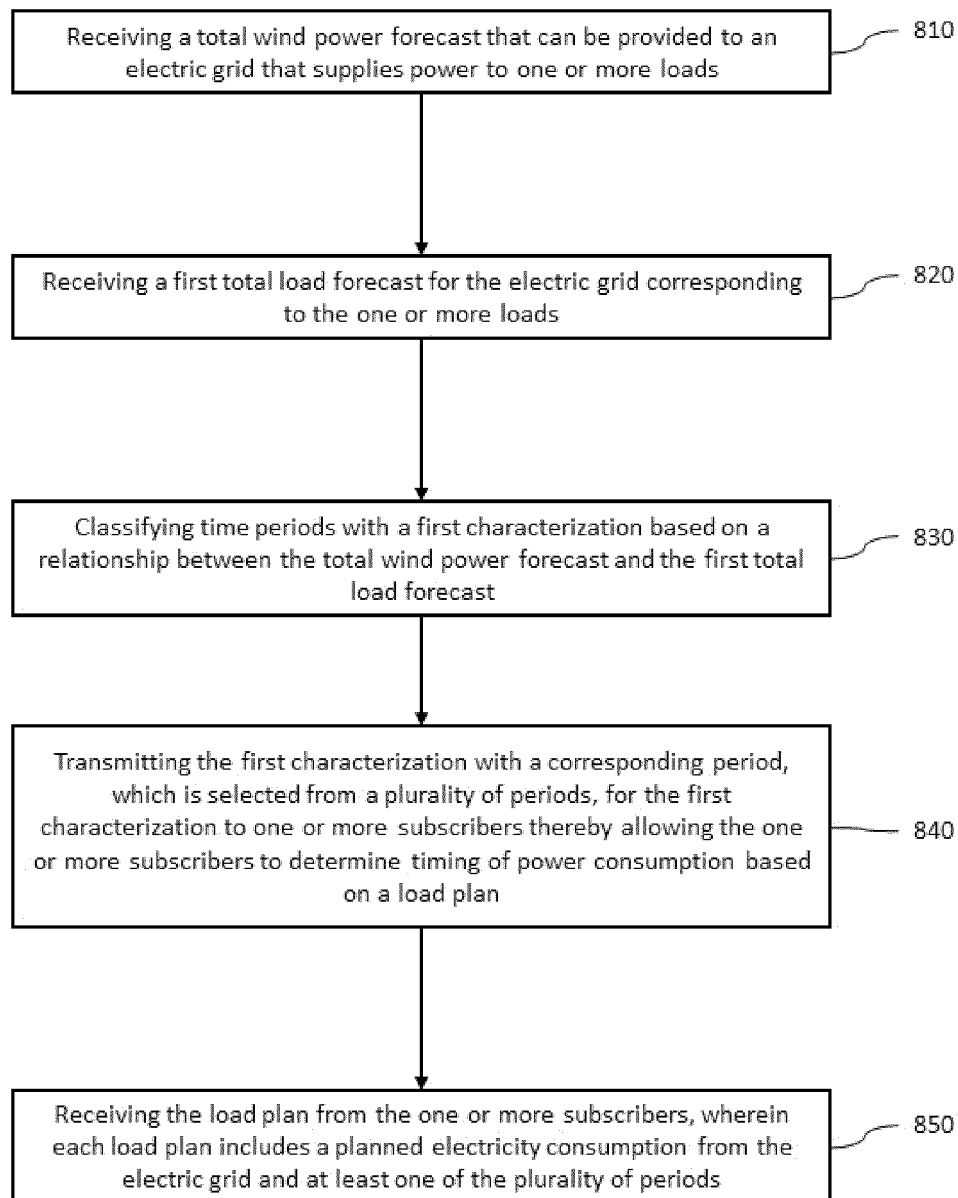 Receiving a total wind power forecast that can be provided to an
electric grid that supplies power to one or more loads
810
Receiving a first total load forecast for the electric grid corresponding
to the one or more loads
820
Classifying time periods with a first characterization based on a
relationship between the total wind power forecast and the first total
load forecast
830
Transmitting the first characterization with a corresponding period,
which is selected from a plurality of periods, for the first
characterization to one or more subscribers thereby allowing the one
or more subscribers to determine timing of power consumption based
on a load plan
840
Receiving the load plan from the one or more subscribers, wherein
each load plan includes a planned electricity consumption from the
electric grid and at least one of the plurality of periods
850